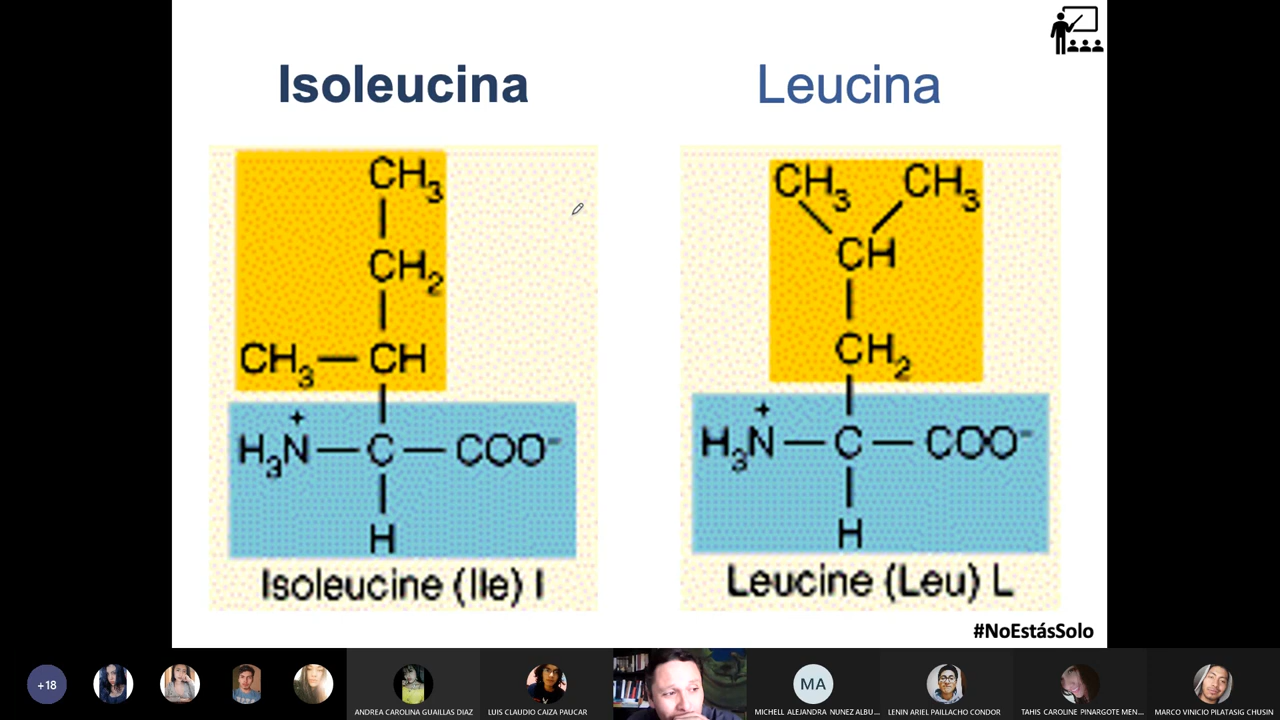 Isoleucina
Leucina
CH3
CH2
CH3 — CH
H3N+ — C — COO-
H
Isoleucine (Ile) I
CH3 CH3
CH
CH2
H3N+ — C — COO-
H
Leucine (Leu) L
#NoEstásSolo
+18
ANDREA CAROLINA GUAILLAS DIAZ
LUIS CLAUDIO CAIZA PAUCAR
MA
MICHELL ALEJANDRA NUNEZ ALBU...
LENIN ARIEL PAILLACHO CONDOR
TAHIS CAROLINE PINARGOTE MEN...
MARCO VINICIO PILATASIG CHUSIN